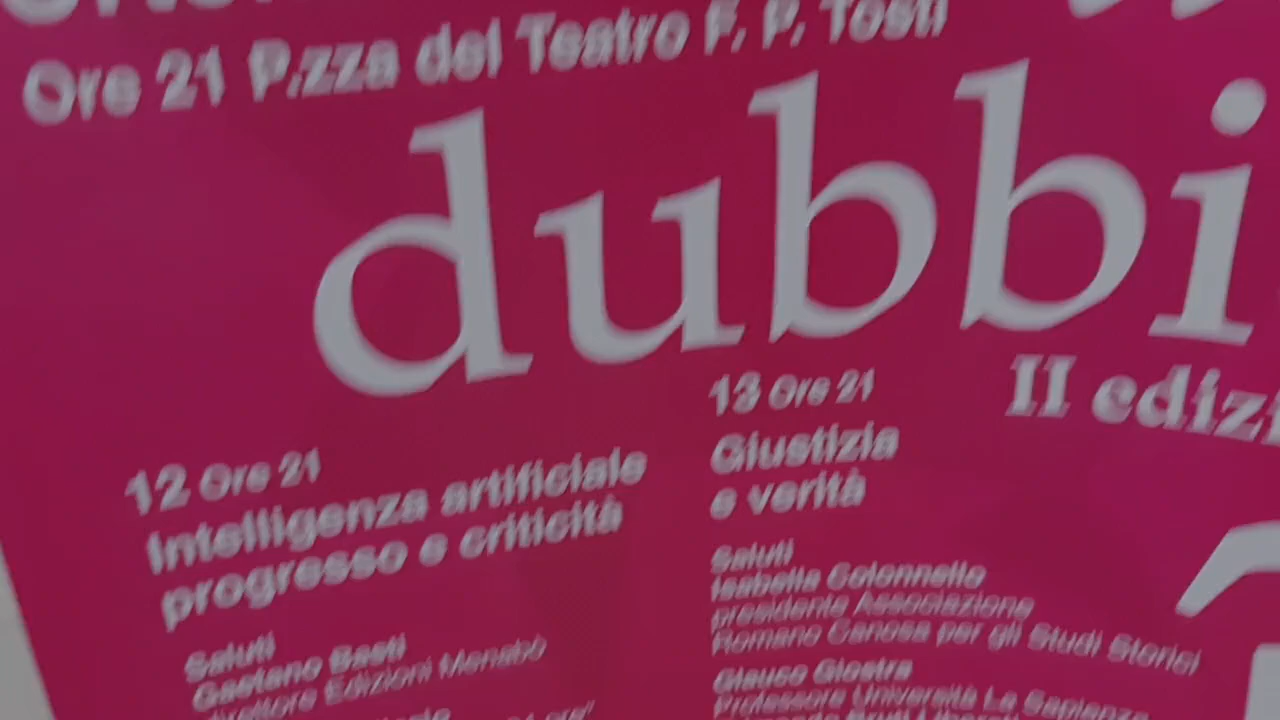 Ore 21 P.zza del Teatro F. P. Tosti
dubbi
II edizi
12 Ore 21
Intelligenza artificiale
progresso e criticità
Saluti
Gaetano Basti
direttore Edizioni Menabò
13 Ore 21
Giustizia
e verità
Saluti
Isabella Colonnello
presidente Associazione
Romano Canosa per gli Studi Storici
Glauco Giostra
Professore Università La Sapienza